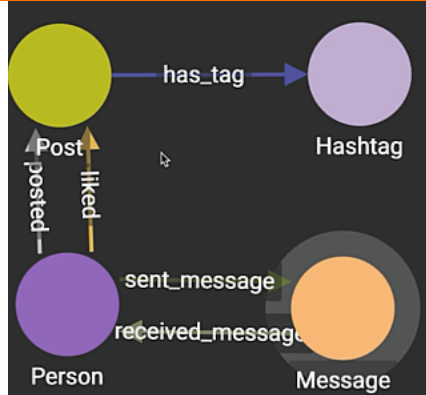 has_tag
Post
Hashtag
posted
liked
sent_message
received_message
Person
Message